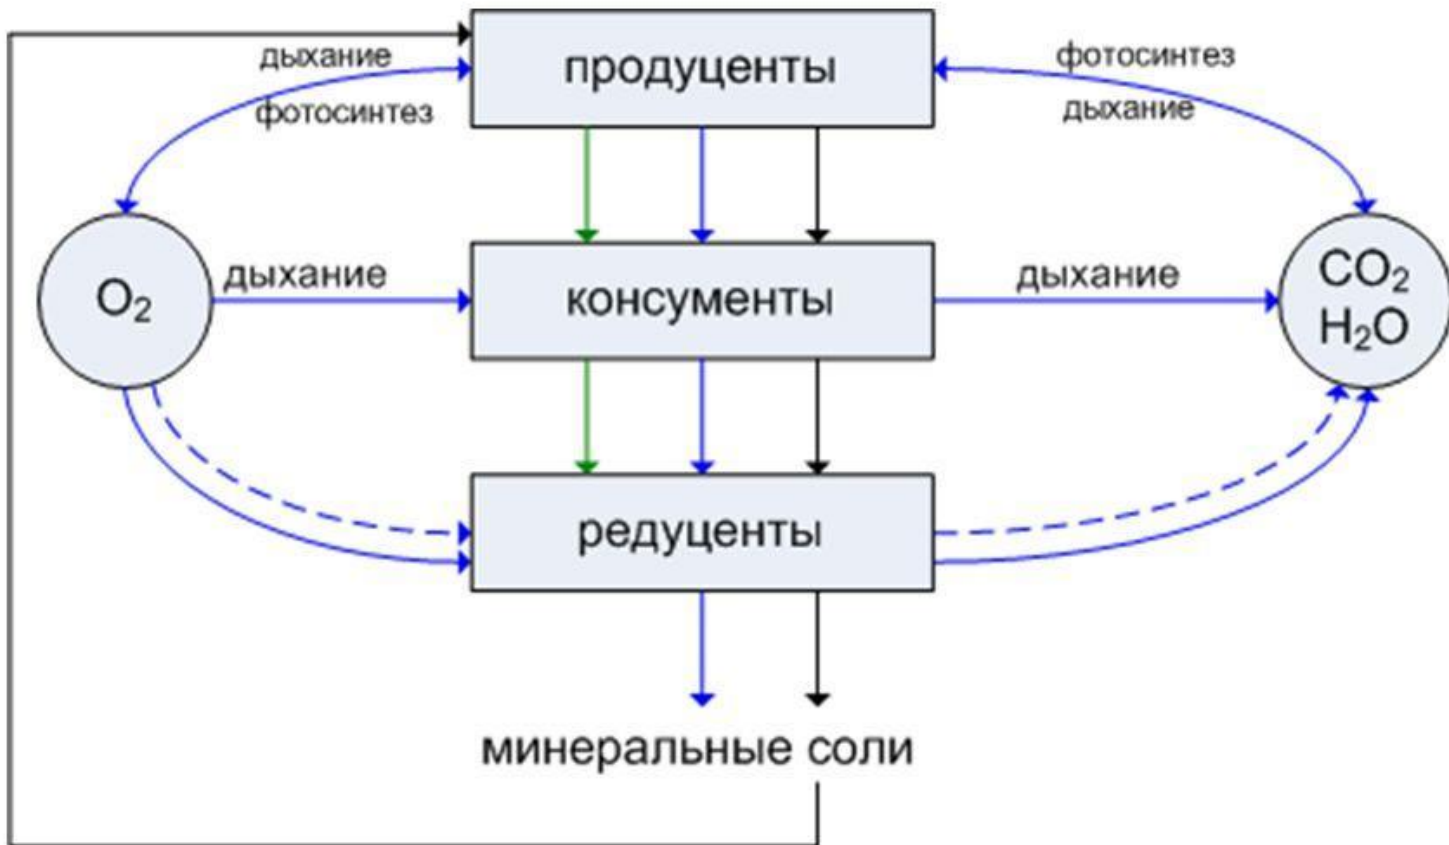 дыхание
продуценты
фотосинтез
фотосинтез
дыхание
O₂
дыхание
консументы
дыхание
CO₂
H₂O
редуценты
минеральные соли